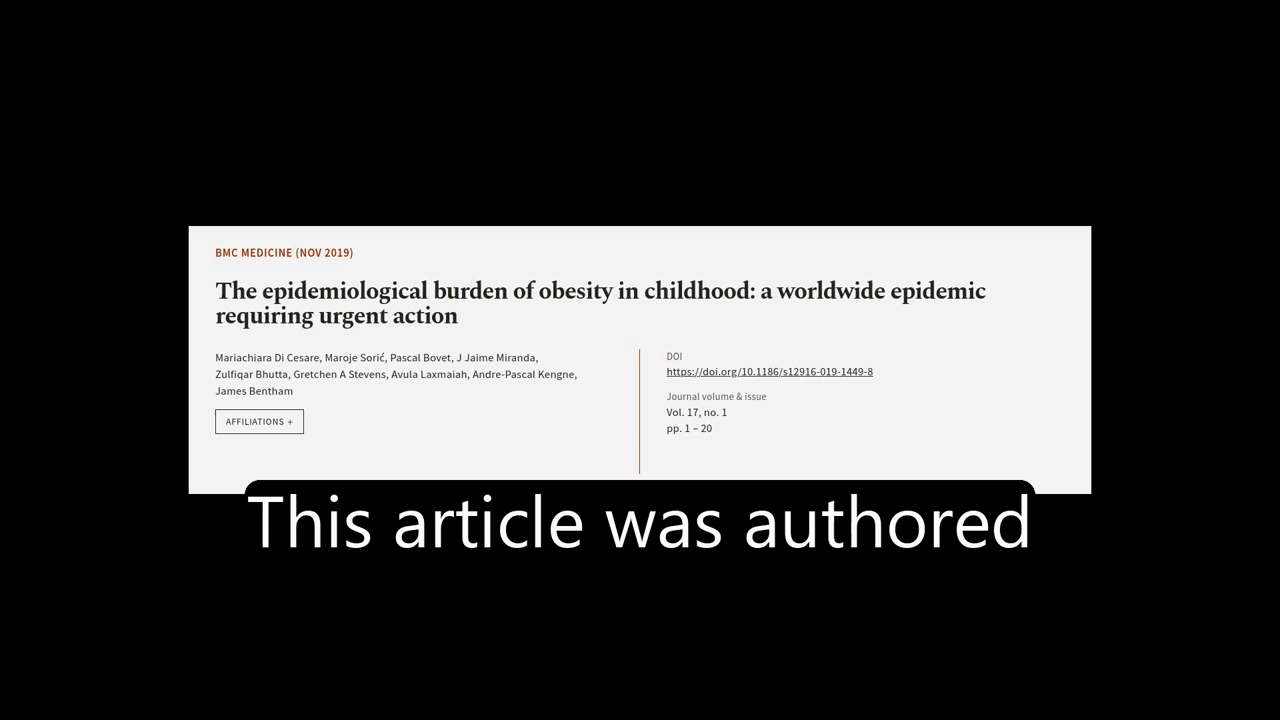 BMC MEDICINE (NOV 2019)
The epidemiological burden of obesity in childhood: a worldwide epidemic
requiring urgent action
Mariachiara Di Cesare, Maroje Sorić, Pascal Bovet, J Jaime Miranda,
Zulfiqar Bhutta, Gretchen A Stevens, Avula Laxmaiah, Andre-Pascal Kengne,
James Bentham
AFFILIATIONS +
DOI
https://doi.org/10.1186/s12916-019-1449-8
Journal volume & issue
Vol. 17, no. 1
pp. 1 – 20
This article was authored